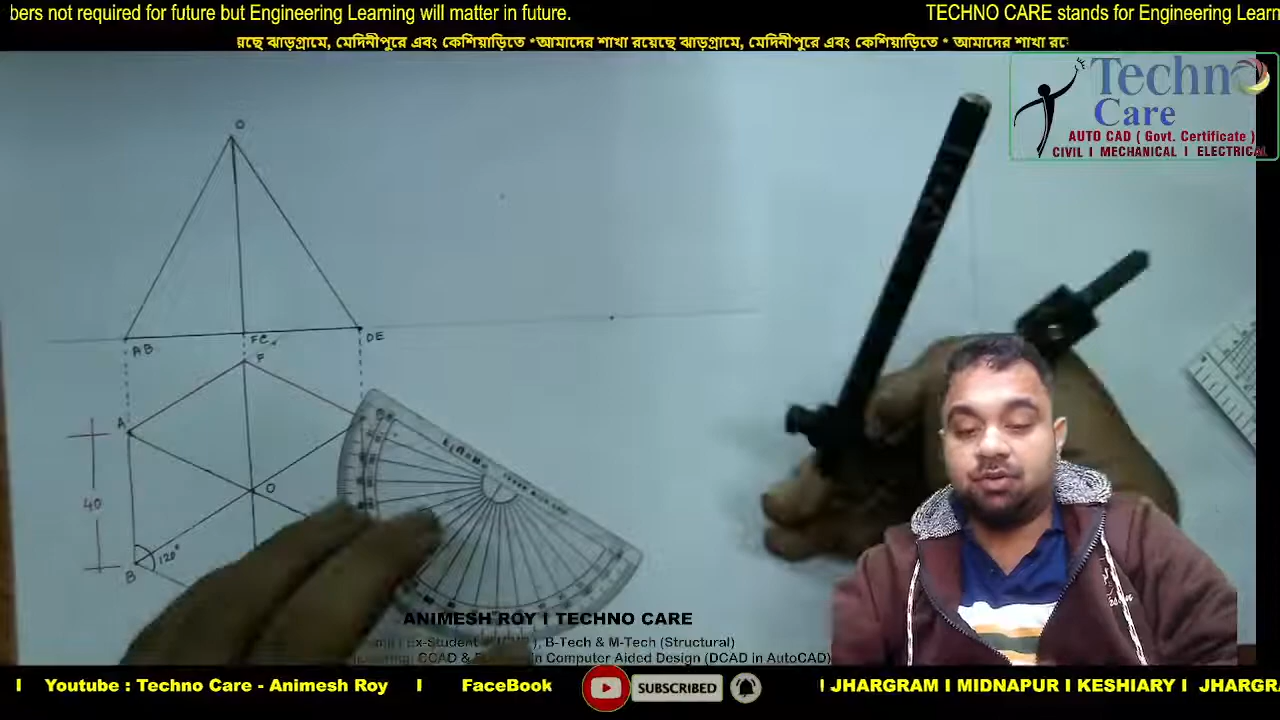 bers not required for future but Engineering Learning will matter in future.
TECHNO CARE stands for Engineering Learn
রছে ঝাড়গ্রামে, মেদিনীপুরে এবং কেশিয়াড়িতে *আমাদের শাখা রয়েছে ঝাড়গ্রামে, মেদিনীপুরে এবং কেশিয়াড়িতে * আমাদের শাখা রয়ে
Techno
Care
AUTO CAD ( Govt. Certificate )
CIVIL I MECHANICAL I ELECTRICAL
O
AB
FC
DE
F
A
40
O
B
120°
ANIMESH ROY I TECHNO CARE
B-Tech & M-Tech (Structural)
in Computer Aided Design (DCAD in AutoCAD)
I Youtube : Techno Care - Animesh Roy I FaceBook
SUBSCRIBED
I JHARGRAM I MIDNAPUR I KESHIARY I JHARGRA